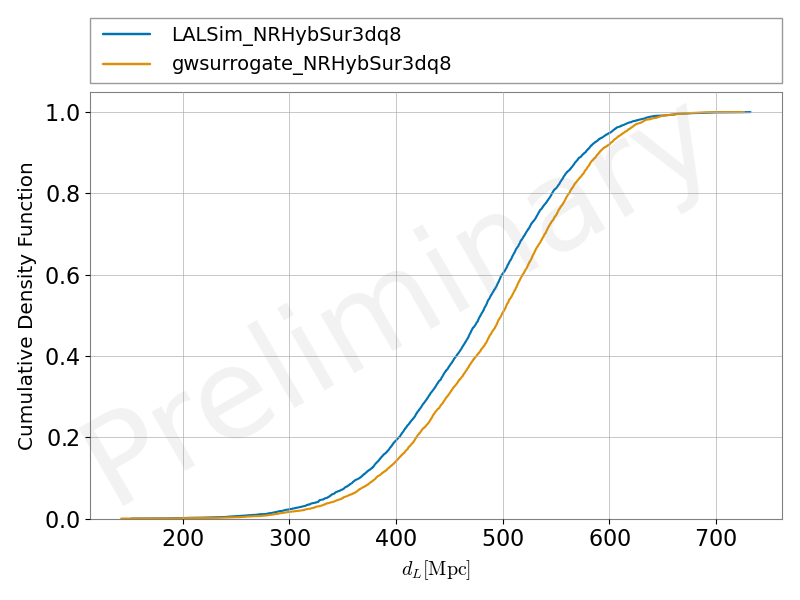 LALSim_NRHybSur3dq8
gwsurrogate_NRHybSur3dq8
Preliminary
Cumulative Density Function
1.0
0.8
0.6
0.4
0.2
0.0
200 300 400 500 600 700
d_L[Mpc]